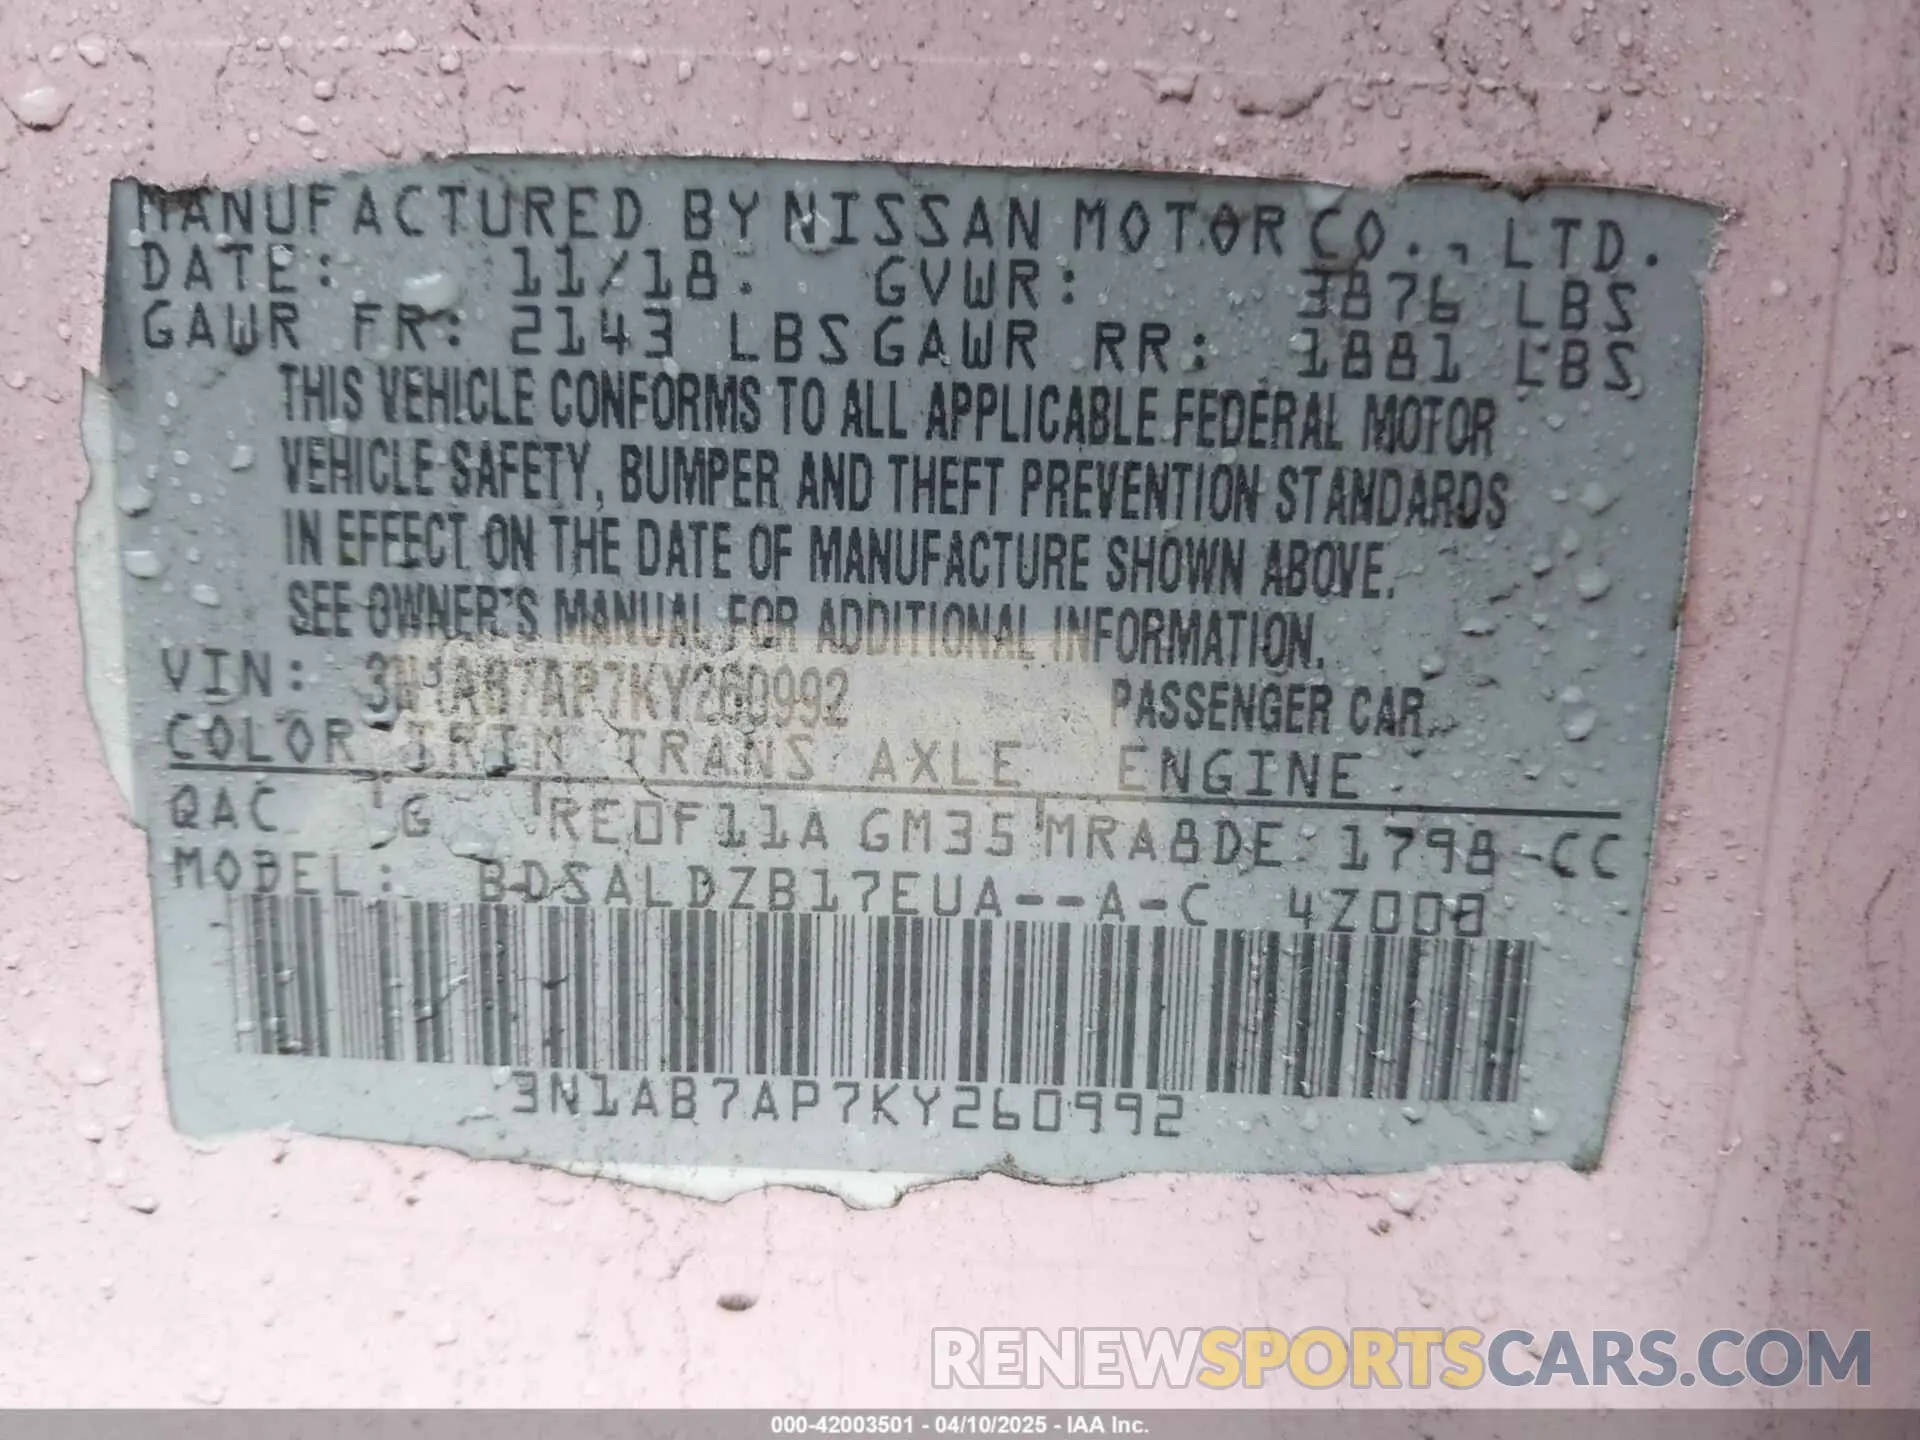 MANUFACTURED BY NISSAN MOTOR CO., LTD.
DATE: 11/18. GVWR: 3876 LBS
GAWR FR: 2143 LBS GAWR RR: 1881 LBS
THIS VEHICLE CONFORMS TO ALL APPLICABLE FEDERAL MOTOR
VEHICLE SAFETY, BUMPER AND THEFT PREVENTION STANDARDS
IN EFFECT ON THE DATE OF MANUFACTURE SHOWN ABOVE.
SEE OWNER'S MANUAL FOR ADDITIONAL INFORMATION.
VIN: 3N1AB7AP7KY260992 PASSENGER CAR
COLOR TRIM TRANS AXLE ENGINE
QAC G RE0F11A GM35 MRA8DE 1798-CC
MODEL: BDSALDZB17EUA--A-C 4Z008
3N1AB7AP7KY260992
RENEWSPORTSCARS.COM
000-42003501 - 04/10/2025 - IAA Inc.